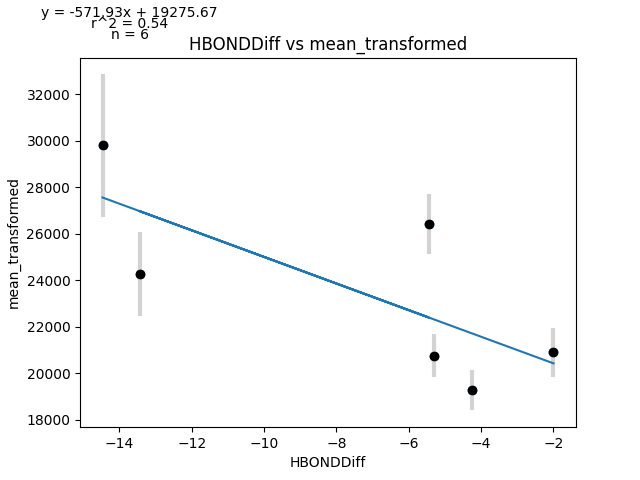 y = -571.93x + 19275.67
r^2 = 0.54
n = 6
HBONDDiff vs mean_transformed
mean_transformed
32000
30000
28000
26000
24000
22000
20000
18000
−14
−12
−10
−8
−6
−4
−2
HBONDDiff